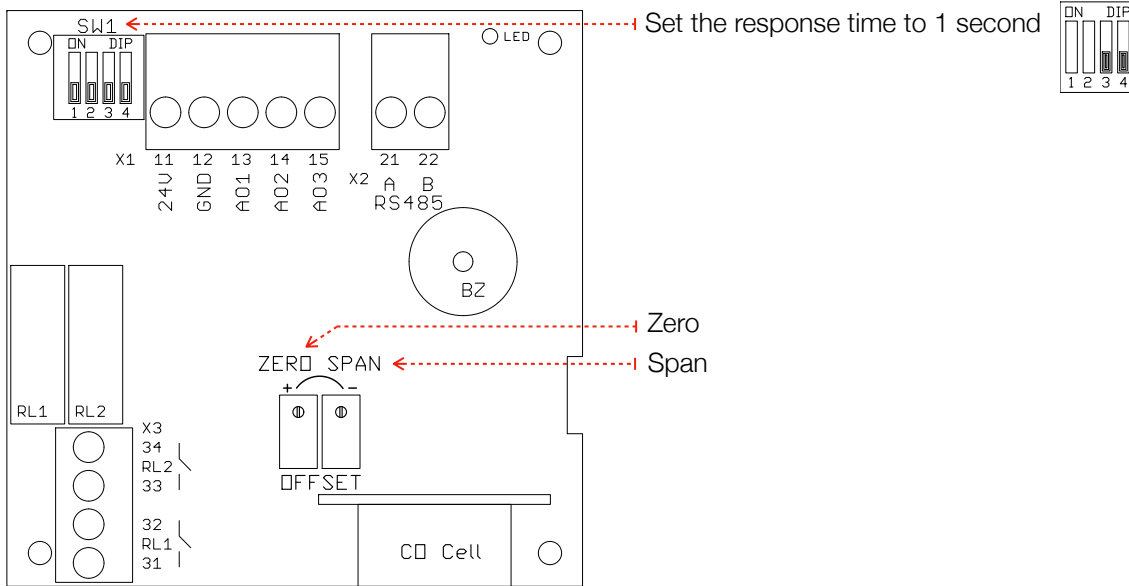 SW1
ON DIP
1 2 3 4
Set the response time to 1 second
ON DIP
1 2 3 4
LED
X1 11 12 13 14 15
24V GND AO1 AO2 AO3
X2 21 22
A B
RS485
BZ
Zero
Span
ZERO SPAN
+ -
OFFSET
RL1 RL2
X3
34
RL2
33
32
RL1
31
CO Cell